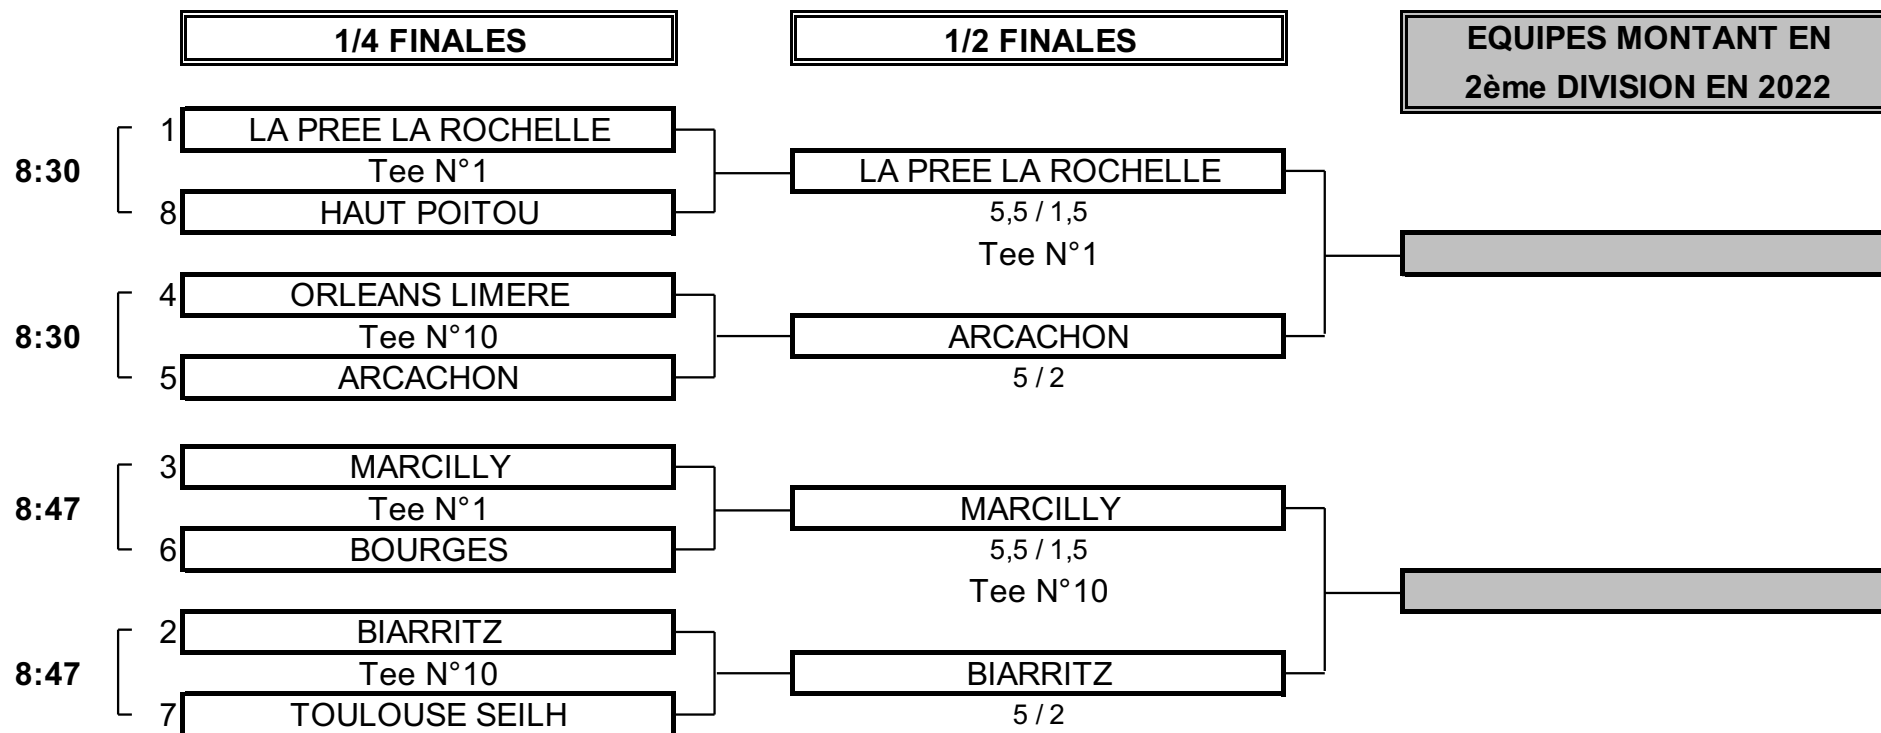 1/4 FINALES
1/2 FINALES
EQUIPES MONTANT EN
2ème DIVISION EN 2022
8:30
1 LA PREE LA ROCHELLE
Tee N°1
8 HAUT POITOU
LA PREE LA ROCHELLE
5,5 / 1,5
Tee N°1
8:30
4 ORLEANS LIMERE
Tee N°10
5 ARCACHON
ARCACHON
5 / 2
8:47
3 MARCILLY
Tee N°1
6 BOURGES
MARCILLY
5,5 / 1,5
Tee N°10
8:47
2 BIARRITZ
Tee N°10
7 TOULOUSE SEILH
BIARRITZ
5 / 2